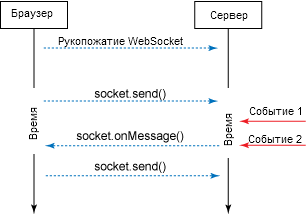 Браузер
Сервер
Рукопожатие WebSocket
socket.send()
Событие 1
Время
Время
socket.onMessage()
Событие 2
socket.send()